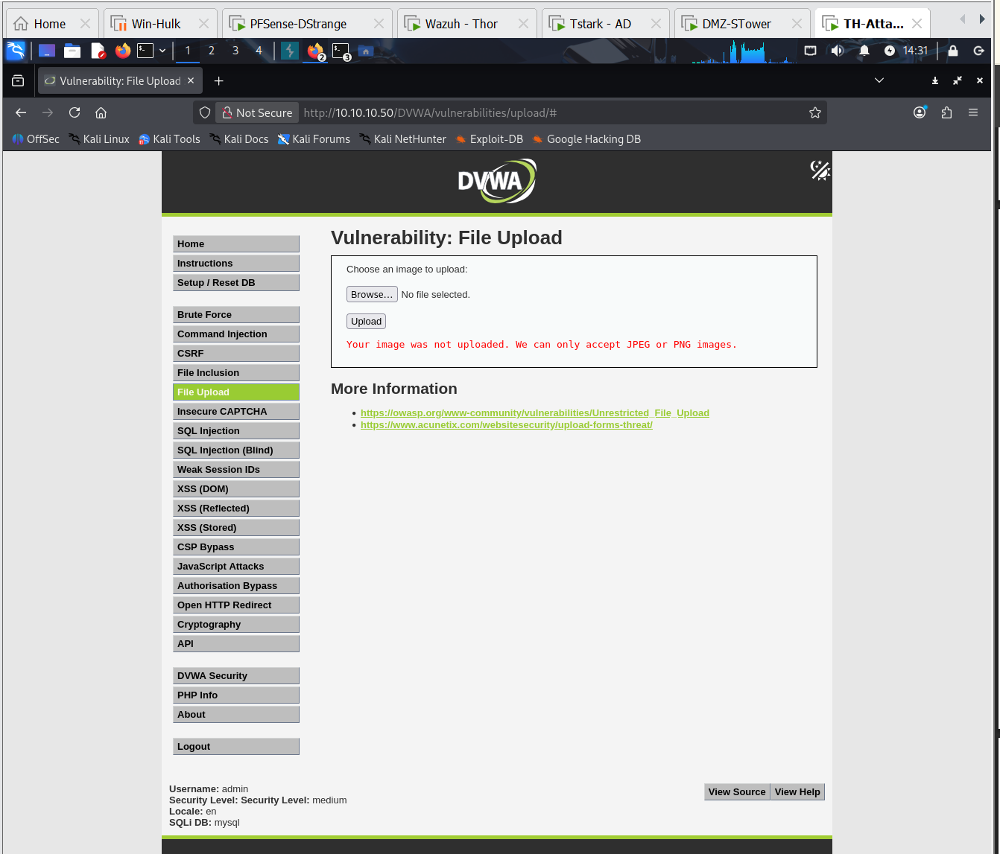 Home
Win-Hulk
PFSense-DStrange
Wazuh - Thor
Tstark - AD
DMZ-STower
TH-Atta...
1 2 3 4
2
3
14:31
Vulnerability: File Upload
Not Secure
http://10.10.10.50/DVWA/vulnerabilities/upload/#
OffSec
Kali Linux
Kali Tools
Kali Docs
Kali Forums
Kali NetHunter
Exploit-DB
Google Hacking DB
DVWA
Home
Instructions
Setup / Reset DB
Brute Force
Command Injection
CSRF
File Inclusion
File Upload
Insecure CAPTCHA
SQL Injection
SQL Injection (Blind)
Weak Session IDs
XSS (DOM)
XSS (Reflected)
XSS (Stored)
CSP Bypass
JavaScript Attacks
Authorisation Bypass
Open HTTP Redirect
Cryptography
API
DVWA Security
PHP Info
About
Logout
Vulnerability: File Upload
Choose an image to upload:
Browse... No file selected.
Upload
Your image was not uploaded. We can only accept JPEG or PNG images.
More Information
https://owasp.org/www-community/vulnerabilities/Unrestricted_File_Upload
https://www.acunetix.com/websitesecurity/upload-forms-threat/
Username: admin
Security Level: Security Level: medium
Locale: en
SQLi DB: mysql
View Source
View Help